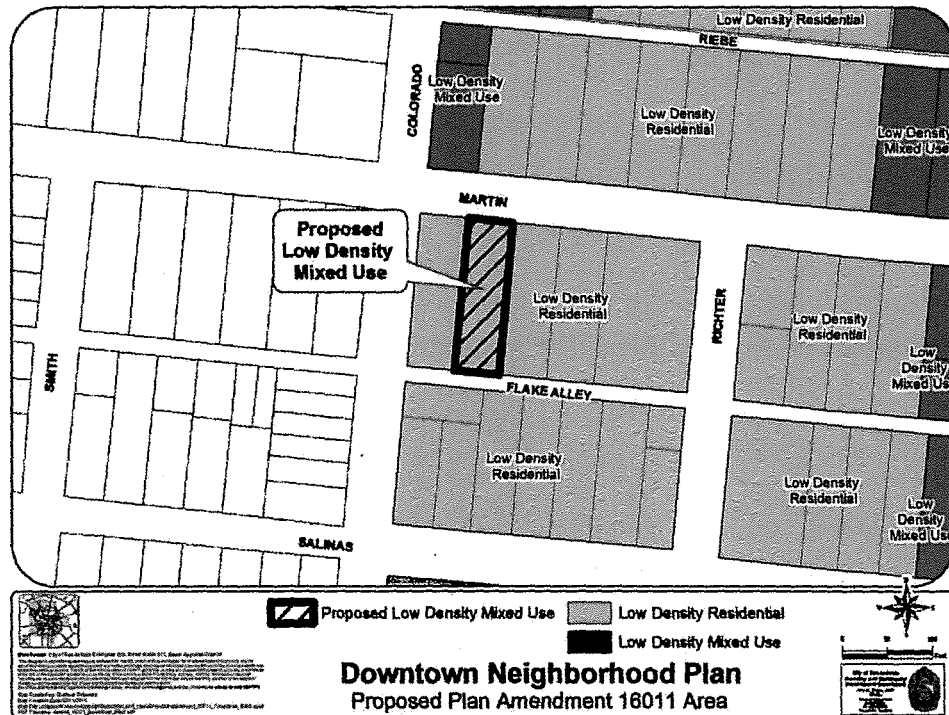 Low Density Residential
RIEBE
COLORADO
Low Density
Mixed Use
Low Density
Residential
Low Density
Mixed Use
MARTIN
Proposed
Low Density
Mixed Use
Low Density
Residential
RICHTER
Low Density
Residential
Low
Density
Mixed Use
SMITH
FLAKE ALLEY
Low Density
Residential
Low Density
Residential
Low
Density
Mixed Use
SALINAS
Proposed Low Density Mixed Use
Low Density Residential
Low Density Mixed Use
Downtown Neighborhood Plan
Proposed Plan Amendment 16011 Area